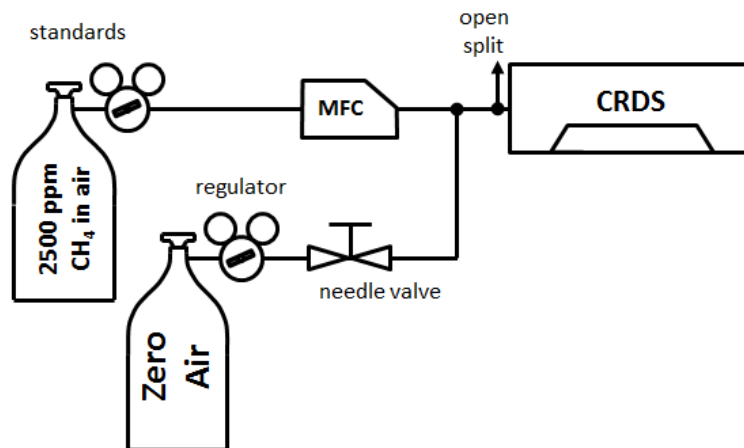 standards
open
split
MFC
CRDS
2500 ppm
CH₄ in air
regulator
needle valve
Zero
Air